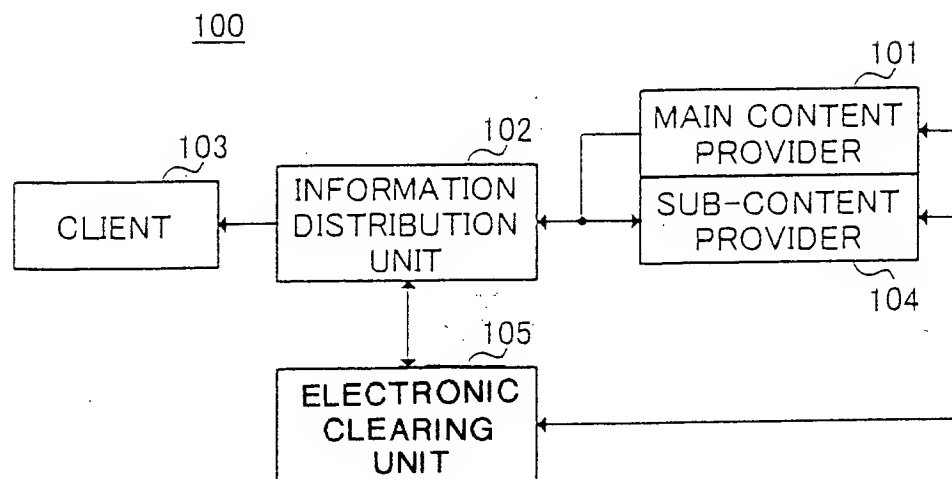 100
101
MAIN CONTENT
PROVIDER
102
INFORMATION
DISTRIBUTION
UNIT
103
CLIENT
SUB-CONTENT
PROVIDER
104
105
ELECTRONIC
CLEARING
UNIT